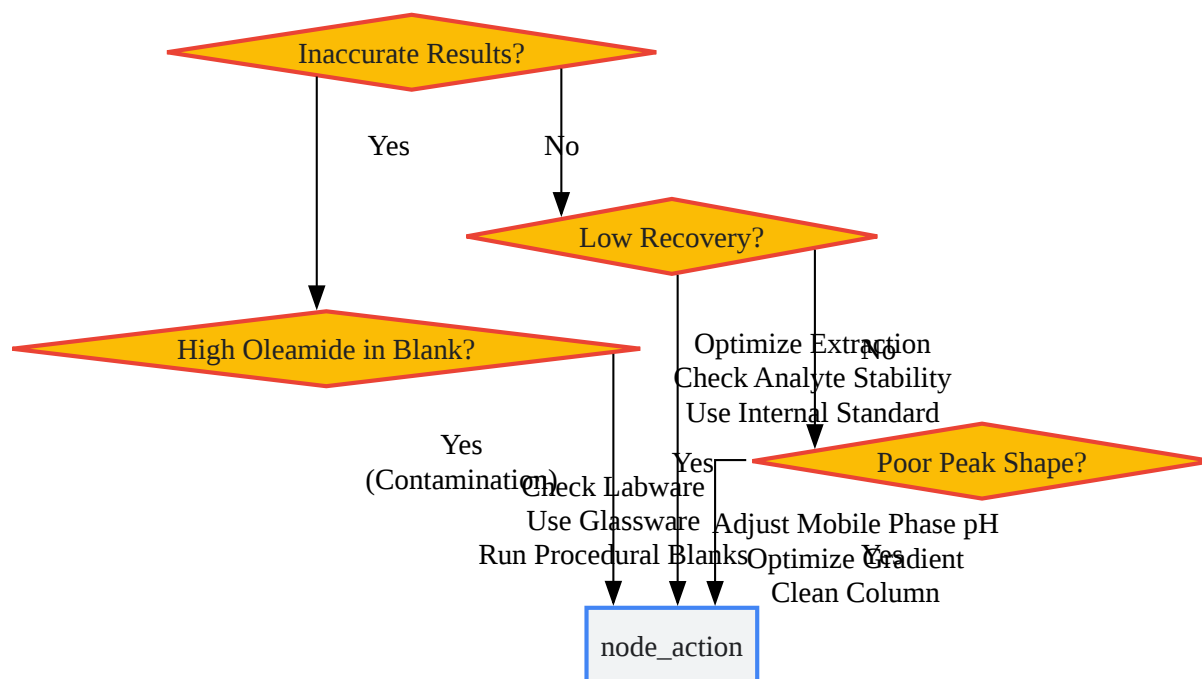 Inaccurate Results?
Yes
No
Low Recovery?
High Oleamide in Blank?
Optimize Extraction
Check Analyte Stability
Use Internal Standard
No
Yes
(Contamination)
Check Labware
Use Glassware
Run Procedural Blanks
Yes
Poor Peak Shape?
Adjust Mobile Phase pH
Optimize Gradient
Clean Column
Yes
node_action